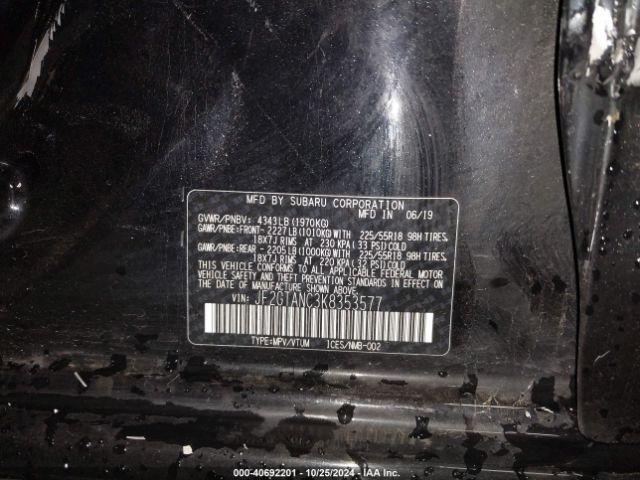 MFD BY SUBARU CORPORATION
GVWR/PNBV: 4343LB(1970KG) MFD IN 06/19
GAWR/PNBE:FRONT-2227LB(1010KG)WITH 225/55R18 98H TIRES,
18X7J RIMS AT 230 KPA(33 PSI)COLD
GAWR/PNBE:REAR -2205LB(1000KG)WITH 225/55R18 98H TIRES,
18X7J RIMS AT 220 KPA(32 PSI)COLD
THIS VEHICLE CONFORMS TO ALL APPLICABLE FEDERAL MOTOR
VEHICLE SAFETY AND THEFT PREVENTION STANDARDS IN EFFECT ON
THE DATE OF MANUFACTURE SHOWN ABOVE.
VIN: JF2GTANC3K8353577
TYPE:MPV/VTUM ICES/NMB-002
000-40692201 - 10/25/2024 - IAA Inc.